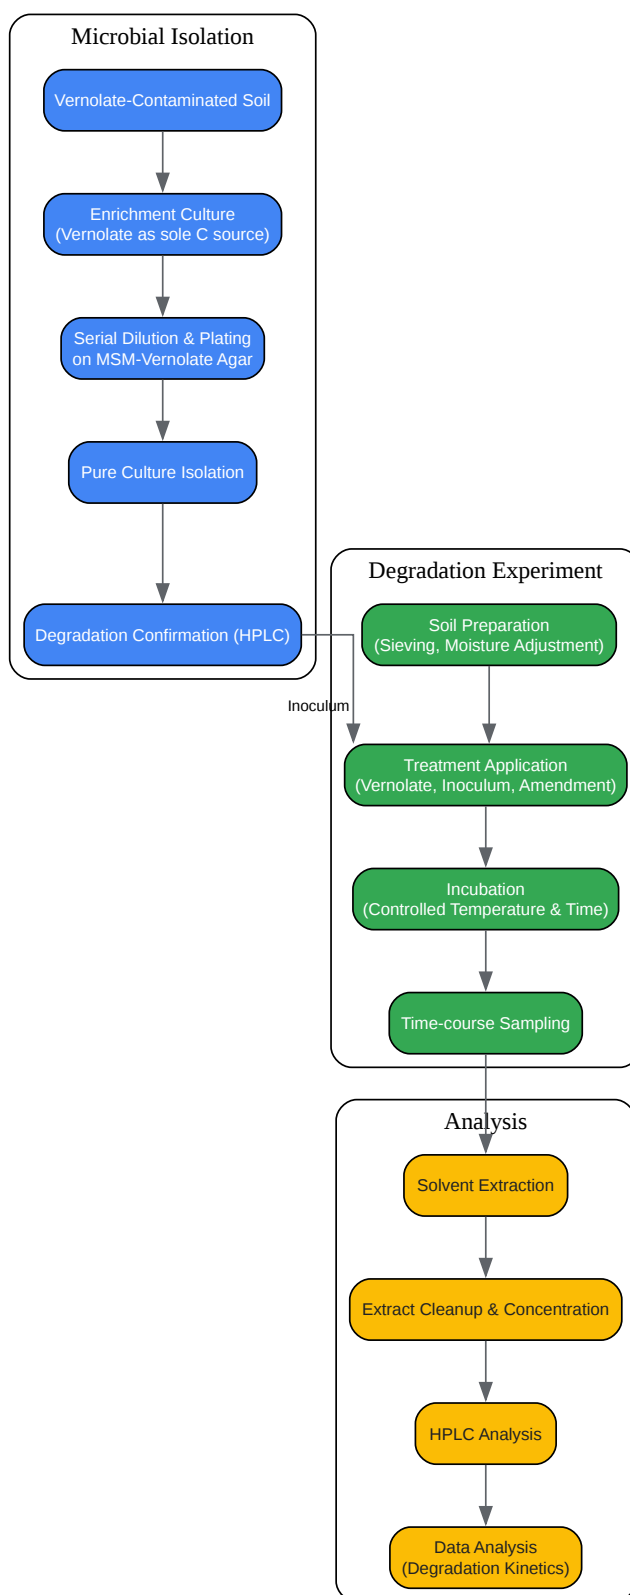 Microbial Isolation
Vernolate-Contaminated Soil
Enrichment Culture
(Vernolate as sole C source)
Serial Dilution & Plating
on MSM-Vernolate Agar
Pure Culture Isolation
Degradation Confirmation (HPLC)
Inoculum
Degradation Experiment
Soil Preparation
(Sieving, Moisture Adjustment)
Treatment Application
(Vernolate, Inoculum, Amendment)
Incubation
(Controlled Temperature & Time)
Time-course Sampling
Analysis
Solvent Extraction
Extract Cleanup & Concentration
HPLC Analysis
Data Analysis
(Degradation Kinetics)